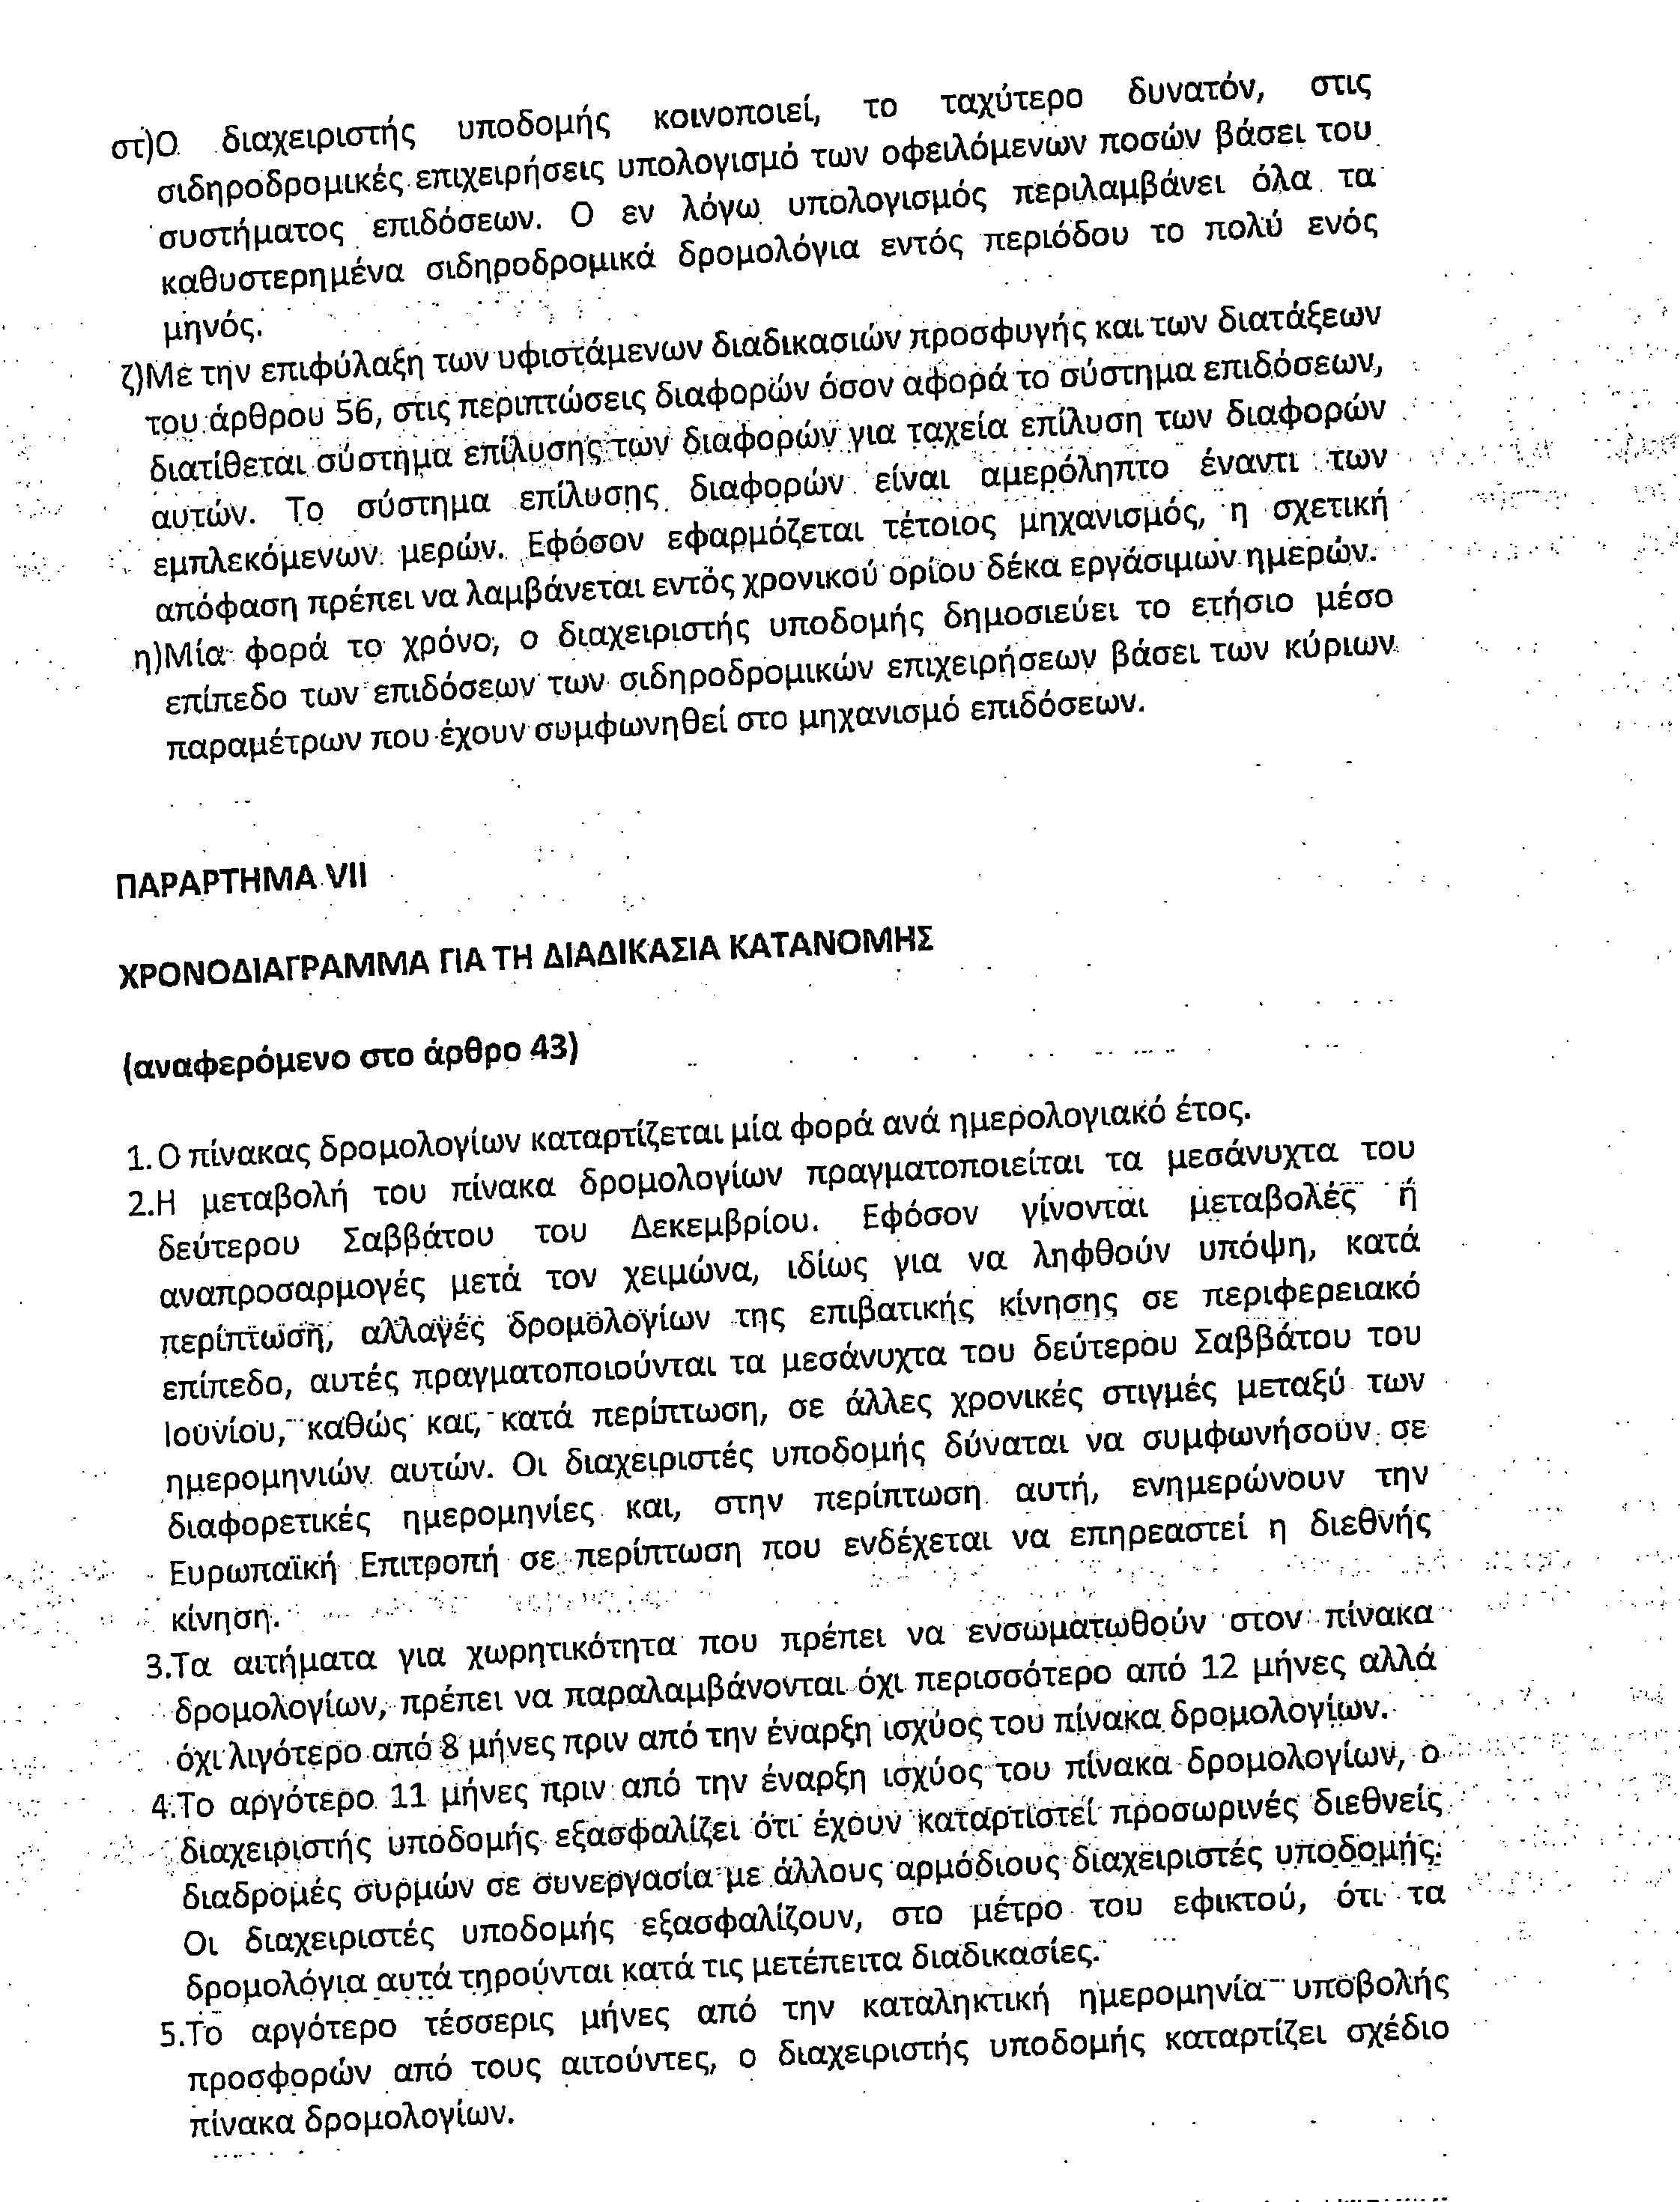 στ)Ο διαχειριστής υποδομής κοινοποιεί, το ταχύτερο δυνατόν, στις
σιδηροδρομικές επιχειρήσεις υπολογισμό των οφειλόμενων ποσών βάσει του
συστήματος επιδόσεων. Ο εν λόγω υπολογισμός περιλαμβάνει όλα τα
καθυστερημένα σιδηροδρομικά δρομολόγια εντός περιόδου το πολύ ενός
μηνός.
ζ)Με την επιφύλαξη των υφιστάμενων διαδικασιών προσφυγής και των διατάξεων
του άρθρου 56, στις περιπτώσεις διαφορών όσον αφορά το σύστημα επιδόσεων,
διατίθεται σύστημα επίλυσης των διαφορών για ταχεία επίλυση των διαφορών
αυτών. Το σύστημα επίλυσης διαφορών είναι αμερόληπτο έναντι των
εμπλεκόμενων μερών. Εφόσον εφαρμόζεται τέτοιος μηχανισμός, η σχετική
απόφαση πρέπει να λαμβάνεται εντός χρονικού ορίου δέκα εργάσιμων ημερών.
η)Μία φορά το χρόνο, ο διαχειριστής υποδομής δημοσιεύει το ετήσιο μέσο
επίπεδο των επιδόσεων των σιδηροδρομικών επιχειρήσεων βάσει των κύριων
παραμέτρων που έχουν συμφωνηθεί στο μηχανισμό επιδόσεων.
ΠΑΡΑΡΤΗΜΑ VII
ΧΡΟΝΟΔΙΑΓΡΑΜΜΑ ΓΙΑ ΤΗ ΔΙΑΔΙΚΑΣΙΑ ΚΑΤΑΝΟΜΗΣ
(αναφερόμενο στο άρθρο 43)
1.Ο πίνακας δρομολογίων καταρτίζεται μία φορά ανά ημερολογιακό έτος.
2.Η μεταβολή του πίνακα δρομολογίων πραγματοποιείται τα μεσάνυχτα του
δεύτερου Σαββάτου του Δεκεμβρίου. Εφόσον γίνονται μεταβολές ή
αναπροσαρμογές μετά τον χειμώνα, ιδίως για να ληφθούν υπόψη, κατά
περίπτωση, αλλαγές δρομολογίων της επιβατικής κίνησης σε περιφερειακό
επίπεδο, αυτές πραγματοποιούνται τα μεσάνυχτα του δεύτερου Σαββάτου του
Ιουνίου, καθώς και, κατά περίπτωση, σε άλλες χρονικές στιγμές μεταξύ των
ημερομηνιών αυτών. Οι διαχειριστές υποδομής δύναται να συμφωνήσουν σε
διαφορετικές ημερομηνίες και, στην περίπτωση αυτή, ενημερώνουν την
Ευρωπαϊκή Επιτροπή σε περίπτωση που ενδέχεται να επηρεαστεί η διεθνής
κίνηση.
3.Τα αιτήματα για χωρητικότητα που πρέπει να ενσωματωθούν στον πίνακα
δρομολογίων, πρέπει να παραλαμβάνονται όχι περισσότερο από 12 μήνες αλλά
όχι λιγότερο από 8 μήνες πριν από την έναρξη ισχύος του πίνακα δρομολογίων.
4.Το αργότερο 11 μήνες πριν από την έναρξη ισχύος του πίνακα δρομολογίων, ο
διαχειριστής υποδομής εξασφαλίζει ότι έχουν καταρτιστεί προσωρινές διεθνείς
διαδρομές συρμών σε συνεργασία με άλλους αρμόδιους διαχειριστές υποδομής.
Οι διαχειριστές υποδομής εξασφαλίζουν, στο μέτρο του εφικτού, ότι τα
δρομολόγια αυτά τηρούνται κατά τις μετέπειτα διαδικασίες.
5.Το αργότερο τέσσερις μήνες από την καταληκτική ημερομηνία υποβολής
προσφορών από τους αιτούντες, ο διαχειριστής υποδομής καταρτίζει σχέδιο
πίνακα δρομολογίων.